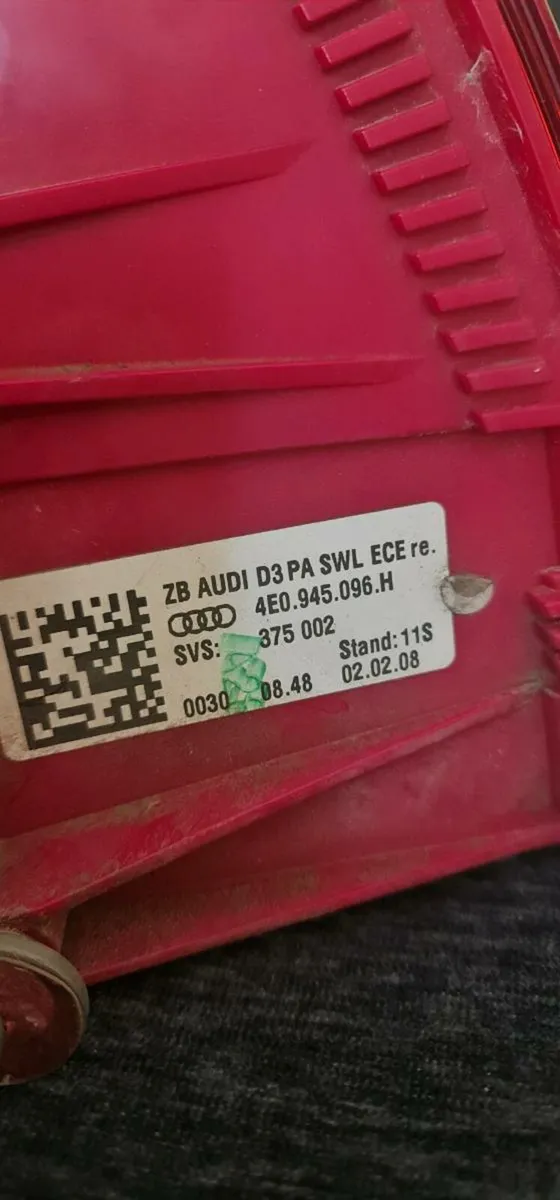 ZB AUDI D3 PA SWL ECE re.
4E0.945.096.H
SVS: 375 002
Stand:11S
0030 08.48 02.02.08